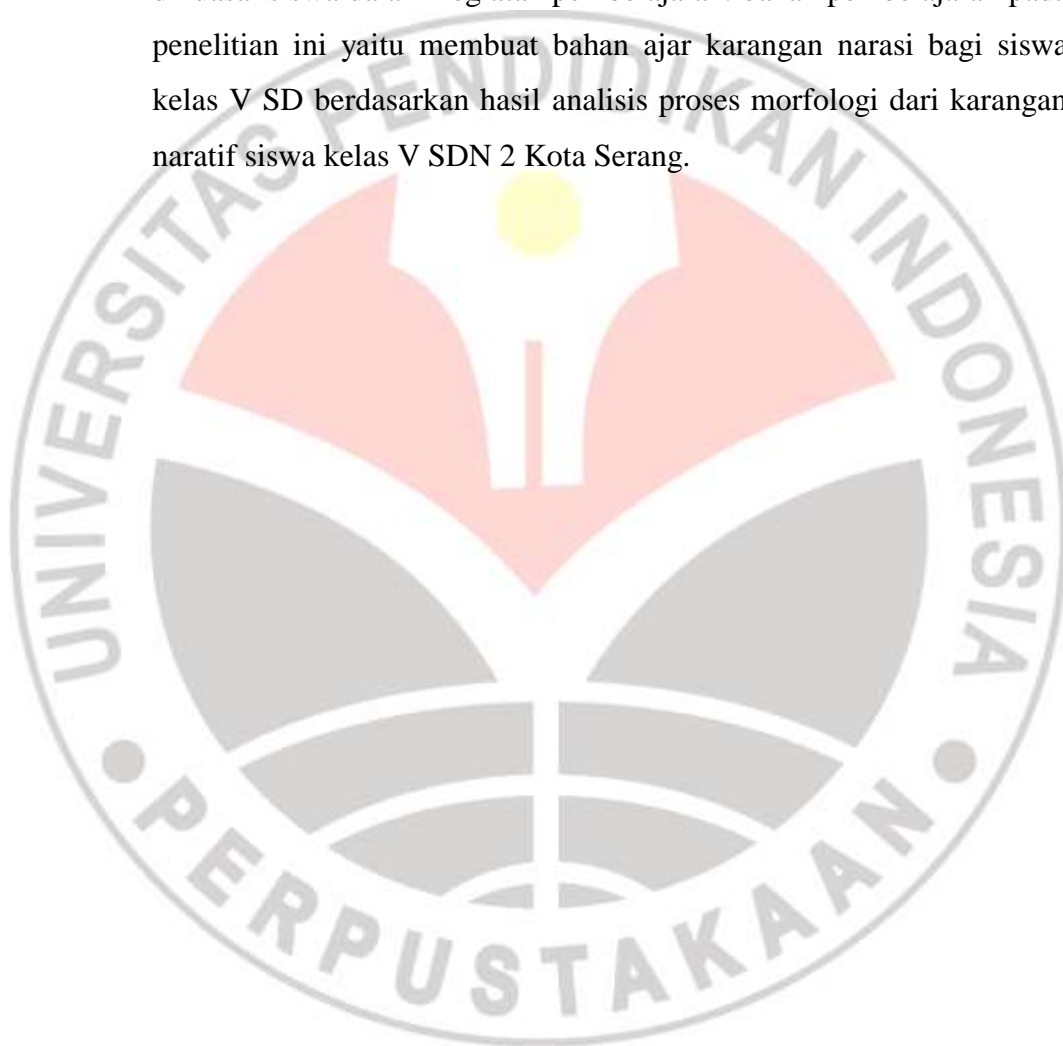 penelitian ini yaitu membuat bahan ajar karangan narasi bagi siswa
kelas V SD berdasarkan hasil analisis proses morfologi dari karangan
naratif siswa kelas V SDN 2 Kota Serang.
UNIVERSITAS PENDIDIKAN INDONESIA
PERPUSTAKAAN